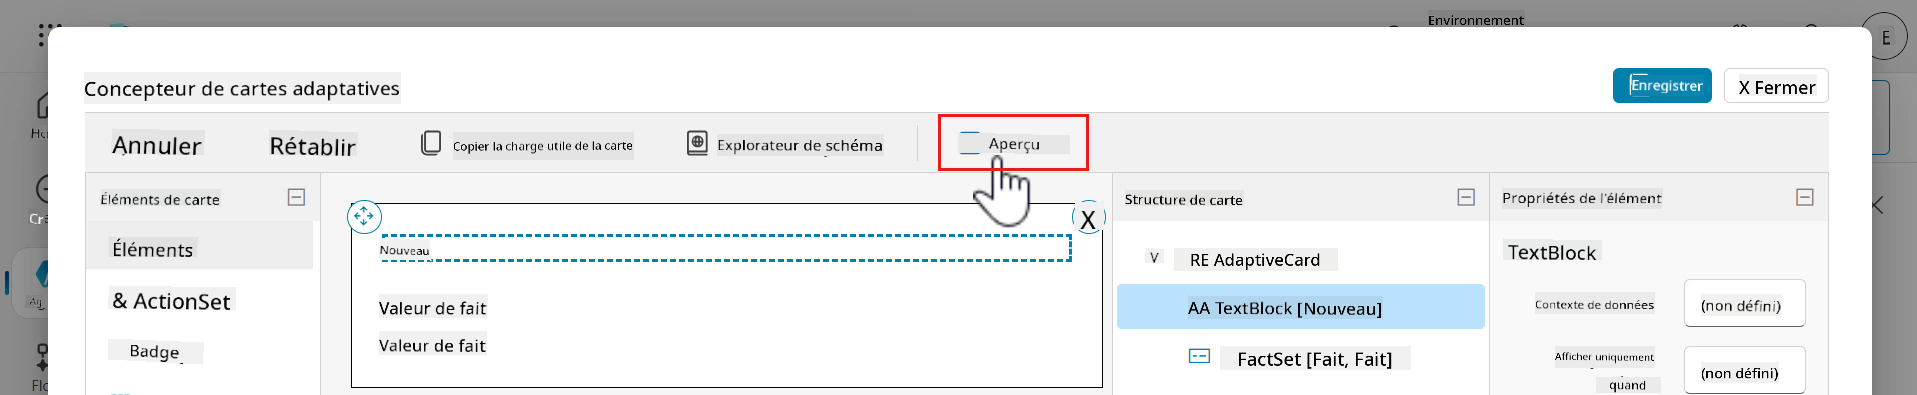 Environnement
E
Concepteur de cartes adaptatives
Enregistrer
X Fermer
Annuler
Rétablir
Copier la charge utile de la carte
Explorateur de schéma
Aperçu
Éléments de carte
Structure de carte
Propriétés de l'élément
Éléments
& ActionSet
Badge
Nouveau
X
Valeur de fait
Valeur de fait
V
RE AdaptiveCard
AA TextBlock [Nouveau]
FactSet [Fait, Fait]
TextBlock
Contexte de données
(non défini)
Afficher uniquement
quand
(non défini)